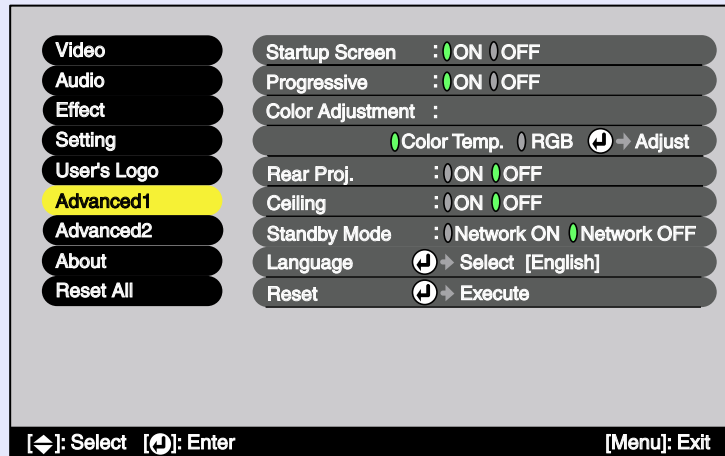 Video
Audio
Effect
Setting
User's Logo
Advanced1
Advanced2
About
Reset All
Startup Screen : ON OFF
Progressive : ON OFF
Color Adjustment :
Color Temp. RGB Adjust
Rear Proj. : ON OFF
Ceiling : ON OFF
Standby Mode : Network ON Network OFF
Language Select [English]
Reset Execute
[ ]: Select [ ]: Enter [Menu]: Exit